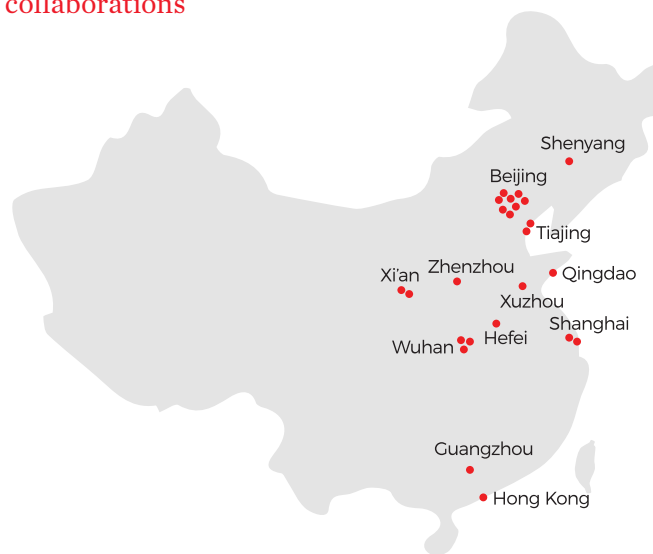 collaborations
Shenyang
Beijing
Tiajing
Xi'an
Zhenzhou
Qingdao
Xuzhou
Shanghai
Hefei
Wuhan
Guangzhou
Hong Kong